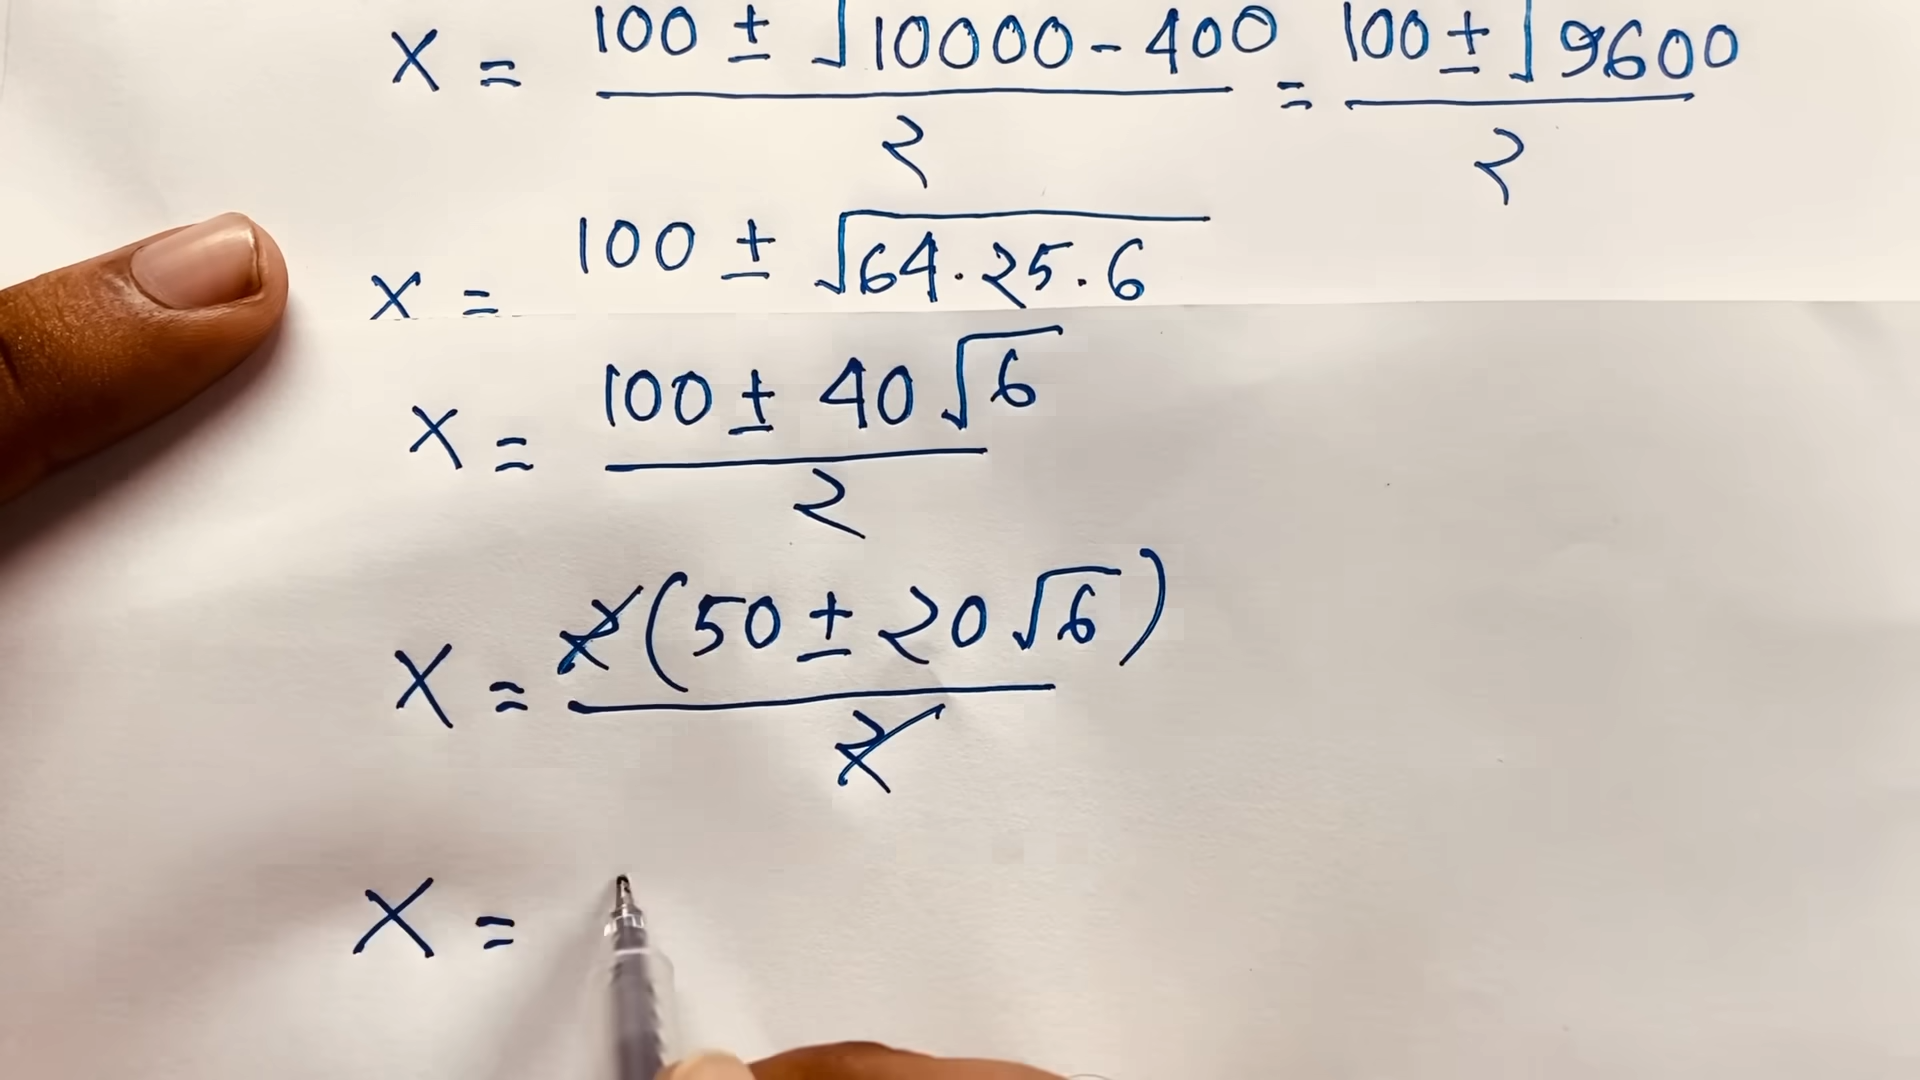 x = (100 ± √10000 - 400)/2 = (100 ± √9600)/2
x = 100 ± √64.25.6
x = (100 ± 40√6)/2
x = 2(50 ± 20√6)/2
x =